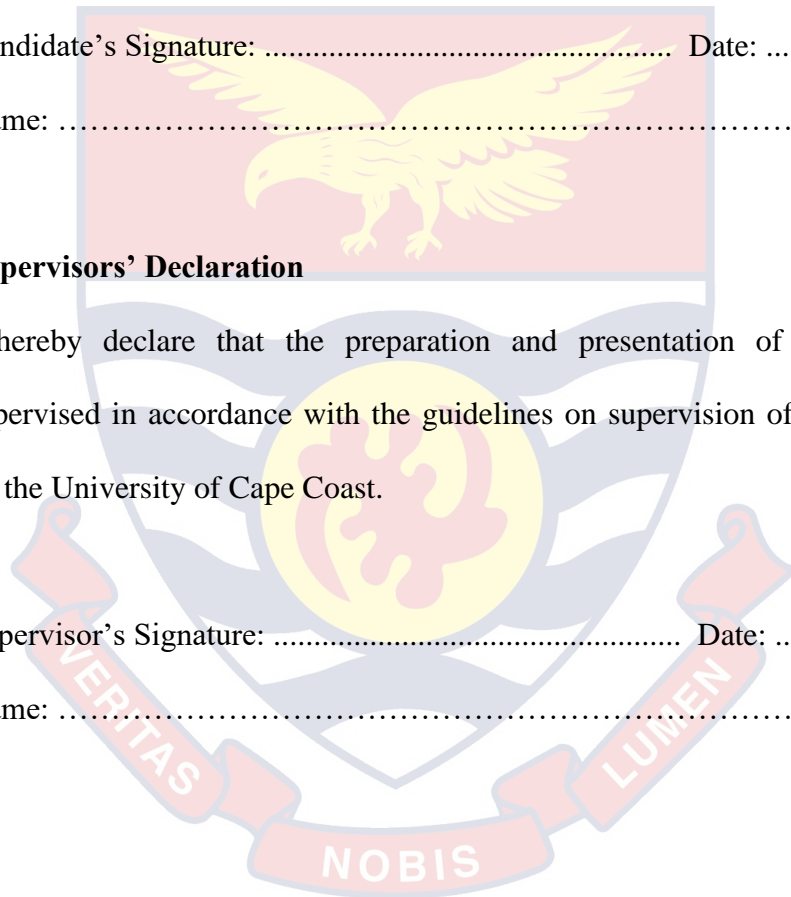 ndidate’s Signature: .................................................. Date: ...
me: ……………………………………………………………………
pervisors’ Declaration
hereby declare that the preparation and presentation of
pervised in accordance with the guidelines on supervision of
the University of Cape Coast.
pervisor’s Signature: .................................................. Date: ..
me: ……………………………………………………………………
VERITAS NOBIS LUMEN